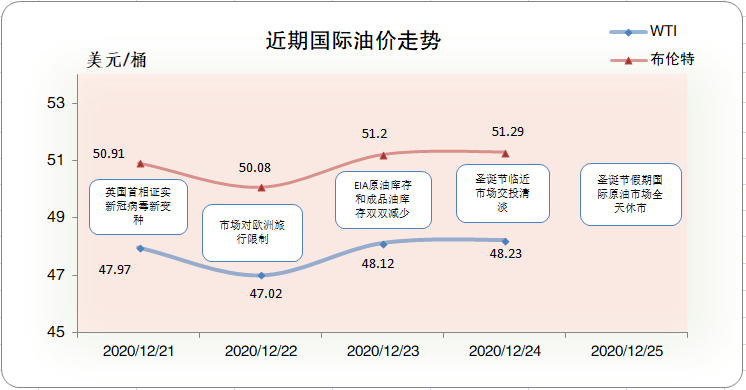 近期国际油价走势
WTI
布伦特
美元/桶
53
51
49
47
45
50.91
50.08
51.2
51.29
英国首相证实
新冠病毒新变
种
市场对欧洲旅
行限制
EIA原油库存
和成品油库
存双双减少
圣诞节临近
市场交投清
淡
圣诞节假期国
际原油市场全
天休市
47.97
47.02
48.12
48.23
2020/12/21
2020/12/22
2020/12/23
2020/12/24
2020/12/25